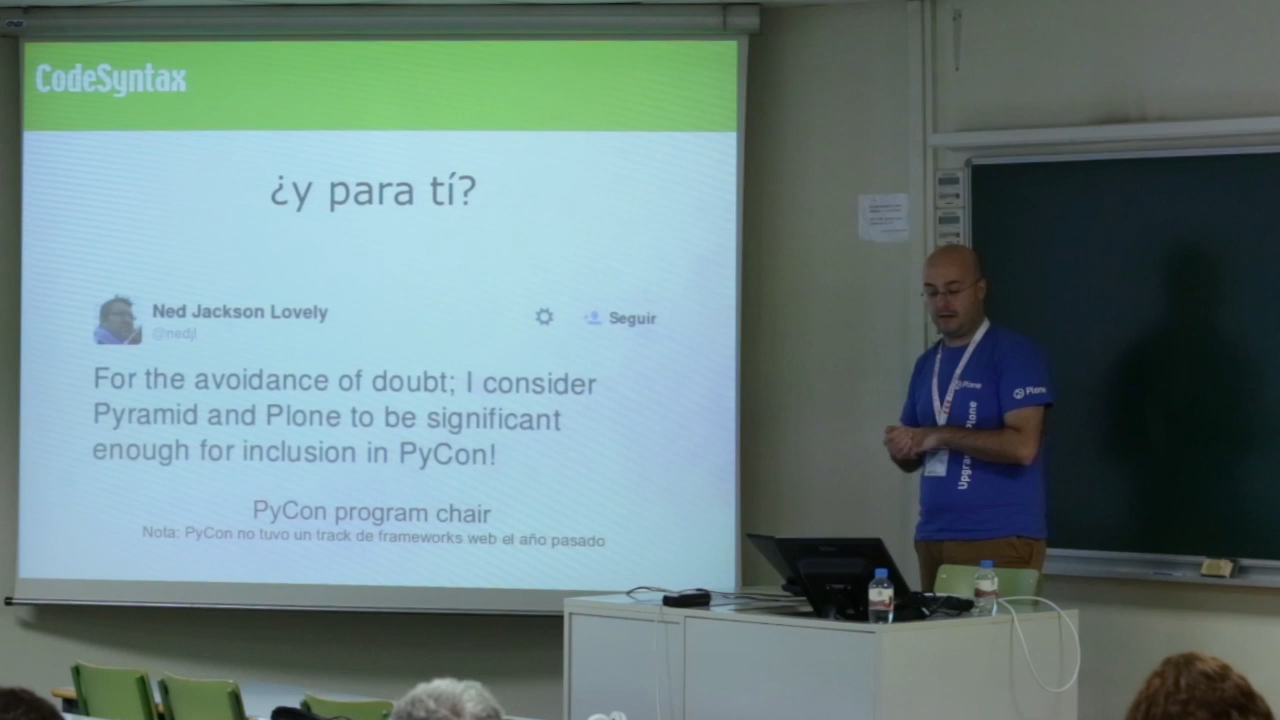 CodeSyntax
¿y para tí?
Ned Jackson Lovely
@nedjl
Seguir
For the avoidance of doubt; I consider
Pyramid and Plone to be significant
enough for inclusion in PyCon!
PyCon program chair
Nota: PyCon no tuvo un track de frameworks web el año pasado
Plone
Plone